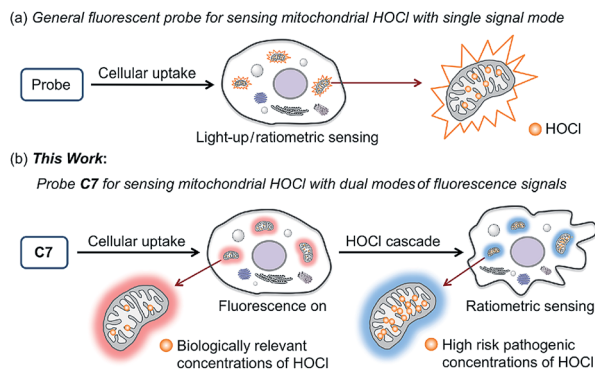 (a) General fluorescent probe for sensing mitochondrial HOCl with single signal mode
Probe
Cellular uptake
Light-up/ratiometric sensing
HOCl
(b) This Work:
Probe C7 for sensing mitochondrial HOCl with dual modes of fluorescence signals
C7
Cellular uptake
HOCl cascade
Fluorescence on
Ratiometric sensing
Biologically relevant
concentrations of HOCl
High risk pathogenic
concentrations of HOCl